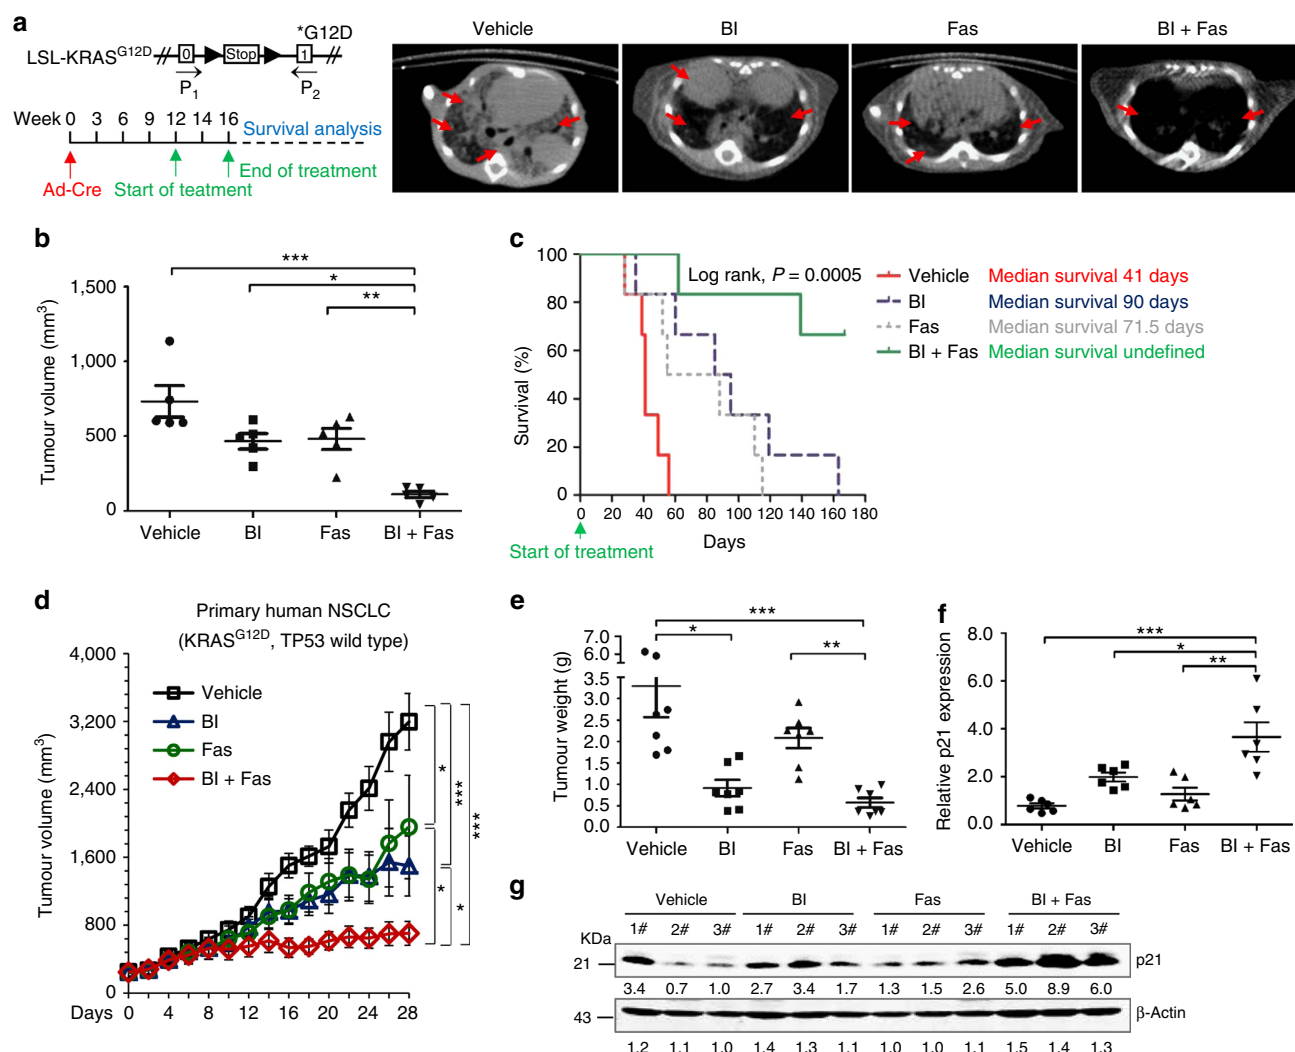 a
*G12D
LSL-KRASG12D
0 Stop 1
P1 P2
Week 0 3 6 9 12 14 16
Survival analysis
End of treatment
Ad-Cre Start of teatment
Vehicle BI Fas BI + Fas
b
***
*
**
Tumour volume (mm3)
1,500
1,000
500
0
Vehicle BI Fas BI + Fas
c
Survival (%)
100
80
60
40
20
0
Log rank, P = 0.0005
Vehicle Median survival 41 days
BI Median survival 90 days
Fas Median survival 71.5 days
BI + Fas Median survival undefined
0 20 40 60 80 100 120 140 160 180
Days
Start of treatment
d
Primary human NSCLC
(KRASG12D, TP53 wild type)
Tumour volume (mm3)
4,000
3,200
2,400
1,600
800
0
Vehicle
BI
Fas
BI + Fas
* *** ***
* *
Days 0 4 8 12 16 20 24 28
e
***
*
**
Tumour weight (g)
7.0
6.0
3.5
3.0
2.5
2.0
1.5
1.0
0.5
0.0
Vehicle BI Fas BI + Fas
f
***
*
**
Relative p21 expression
8.0
6.0
4.0
2.0
0.0
Vehicle BI Fas BI + Fas
g
Vehicle BI Fas BI + Fas
1# 2# 3# 1# 2# 3# 1# 2# 3# 1# 2# 3#
KDa
21 p21
3.4 0.7 1.0 2.7 3.4 1.7 1.3 1.5 2.6 5.0 8.9 6.0
43 β-Actin
1.2 1.1 1.0 1.4 1.3 1.1 1.0 1.0 1.1 1.5 1.4 1.3